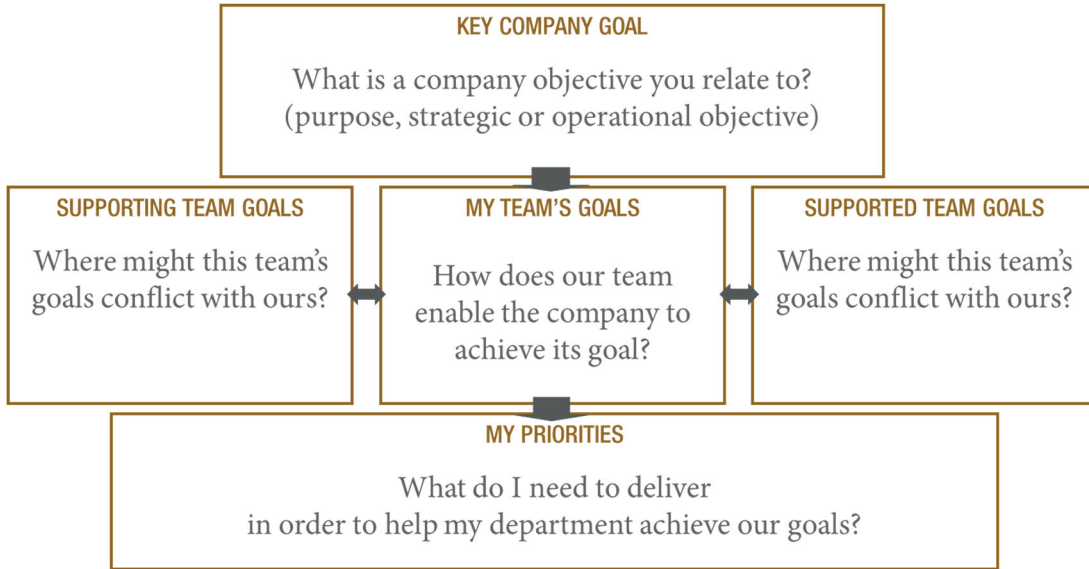 KEY COMPANY GOAL
What is a company objective you relate to?
(purpose, strategic or operational objective)
SUPPORTING TEAM GOALS
Where might this team’s
goals conflict with ours?
MY TEAM’S GOALS
How does our team
enable the company to
achieve its goal?
SUPPORTED TEAM GOALS
Where might this team’s
goals conflict with ours?
MY PRIORITIES
What do I need to deliver
in order to help my department achieve our goals?